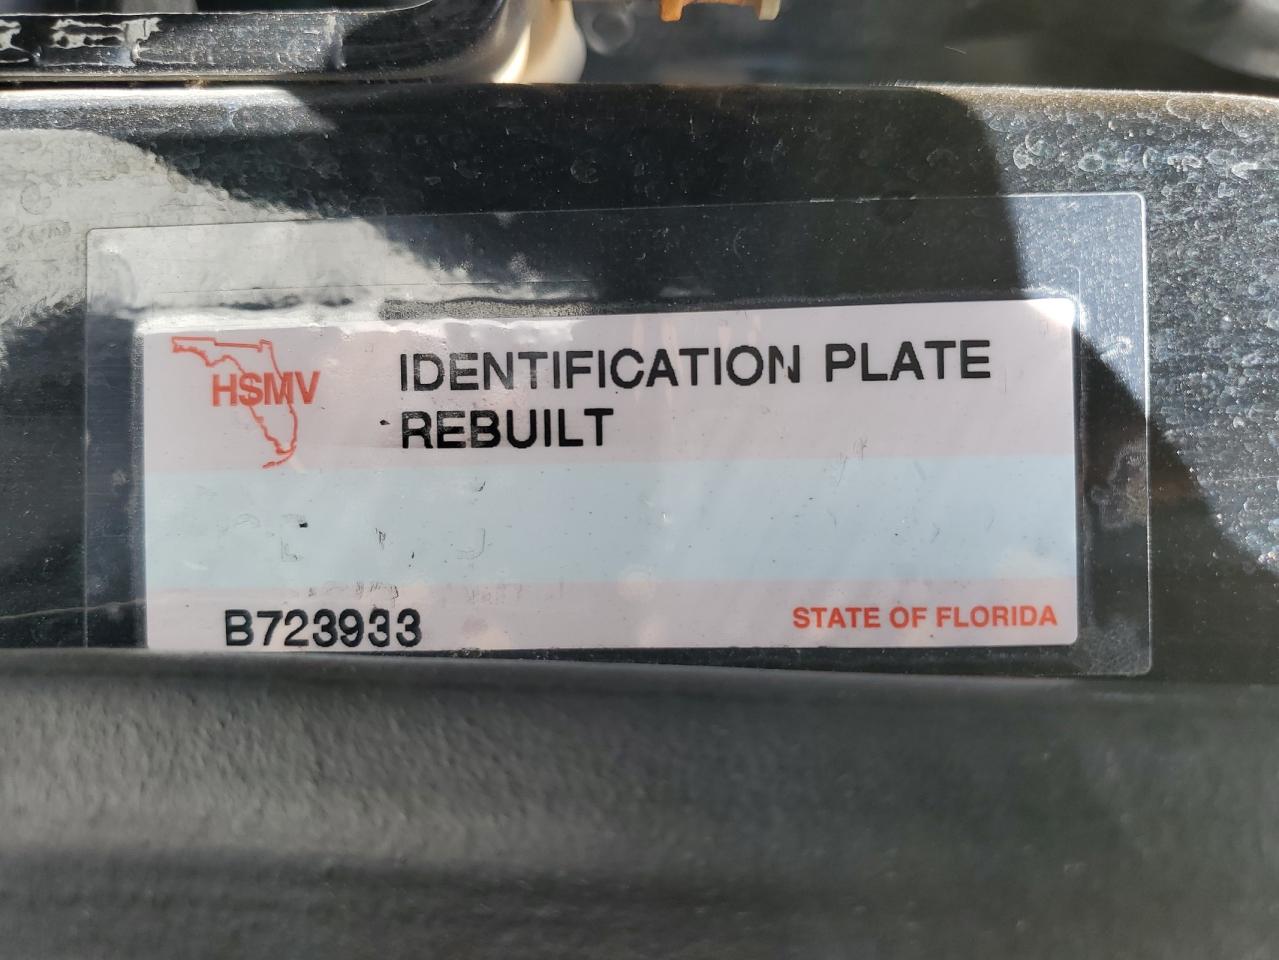 HSMV
IDENTIFICATION PLATE
REBUILT
B723933
STATE OF FLORIDA